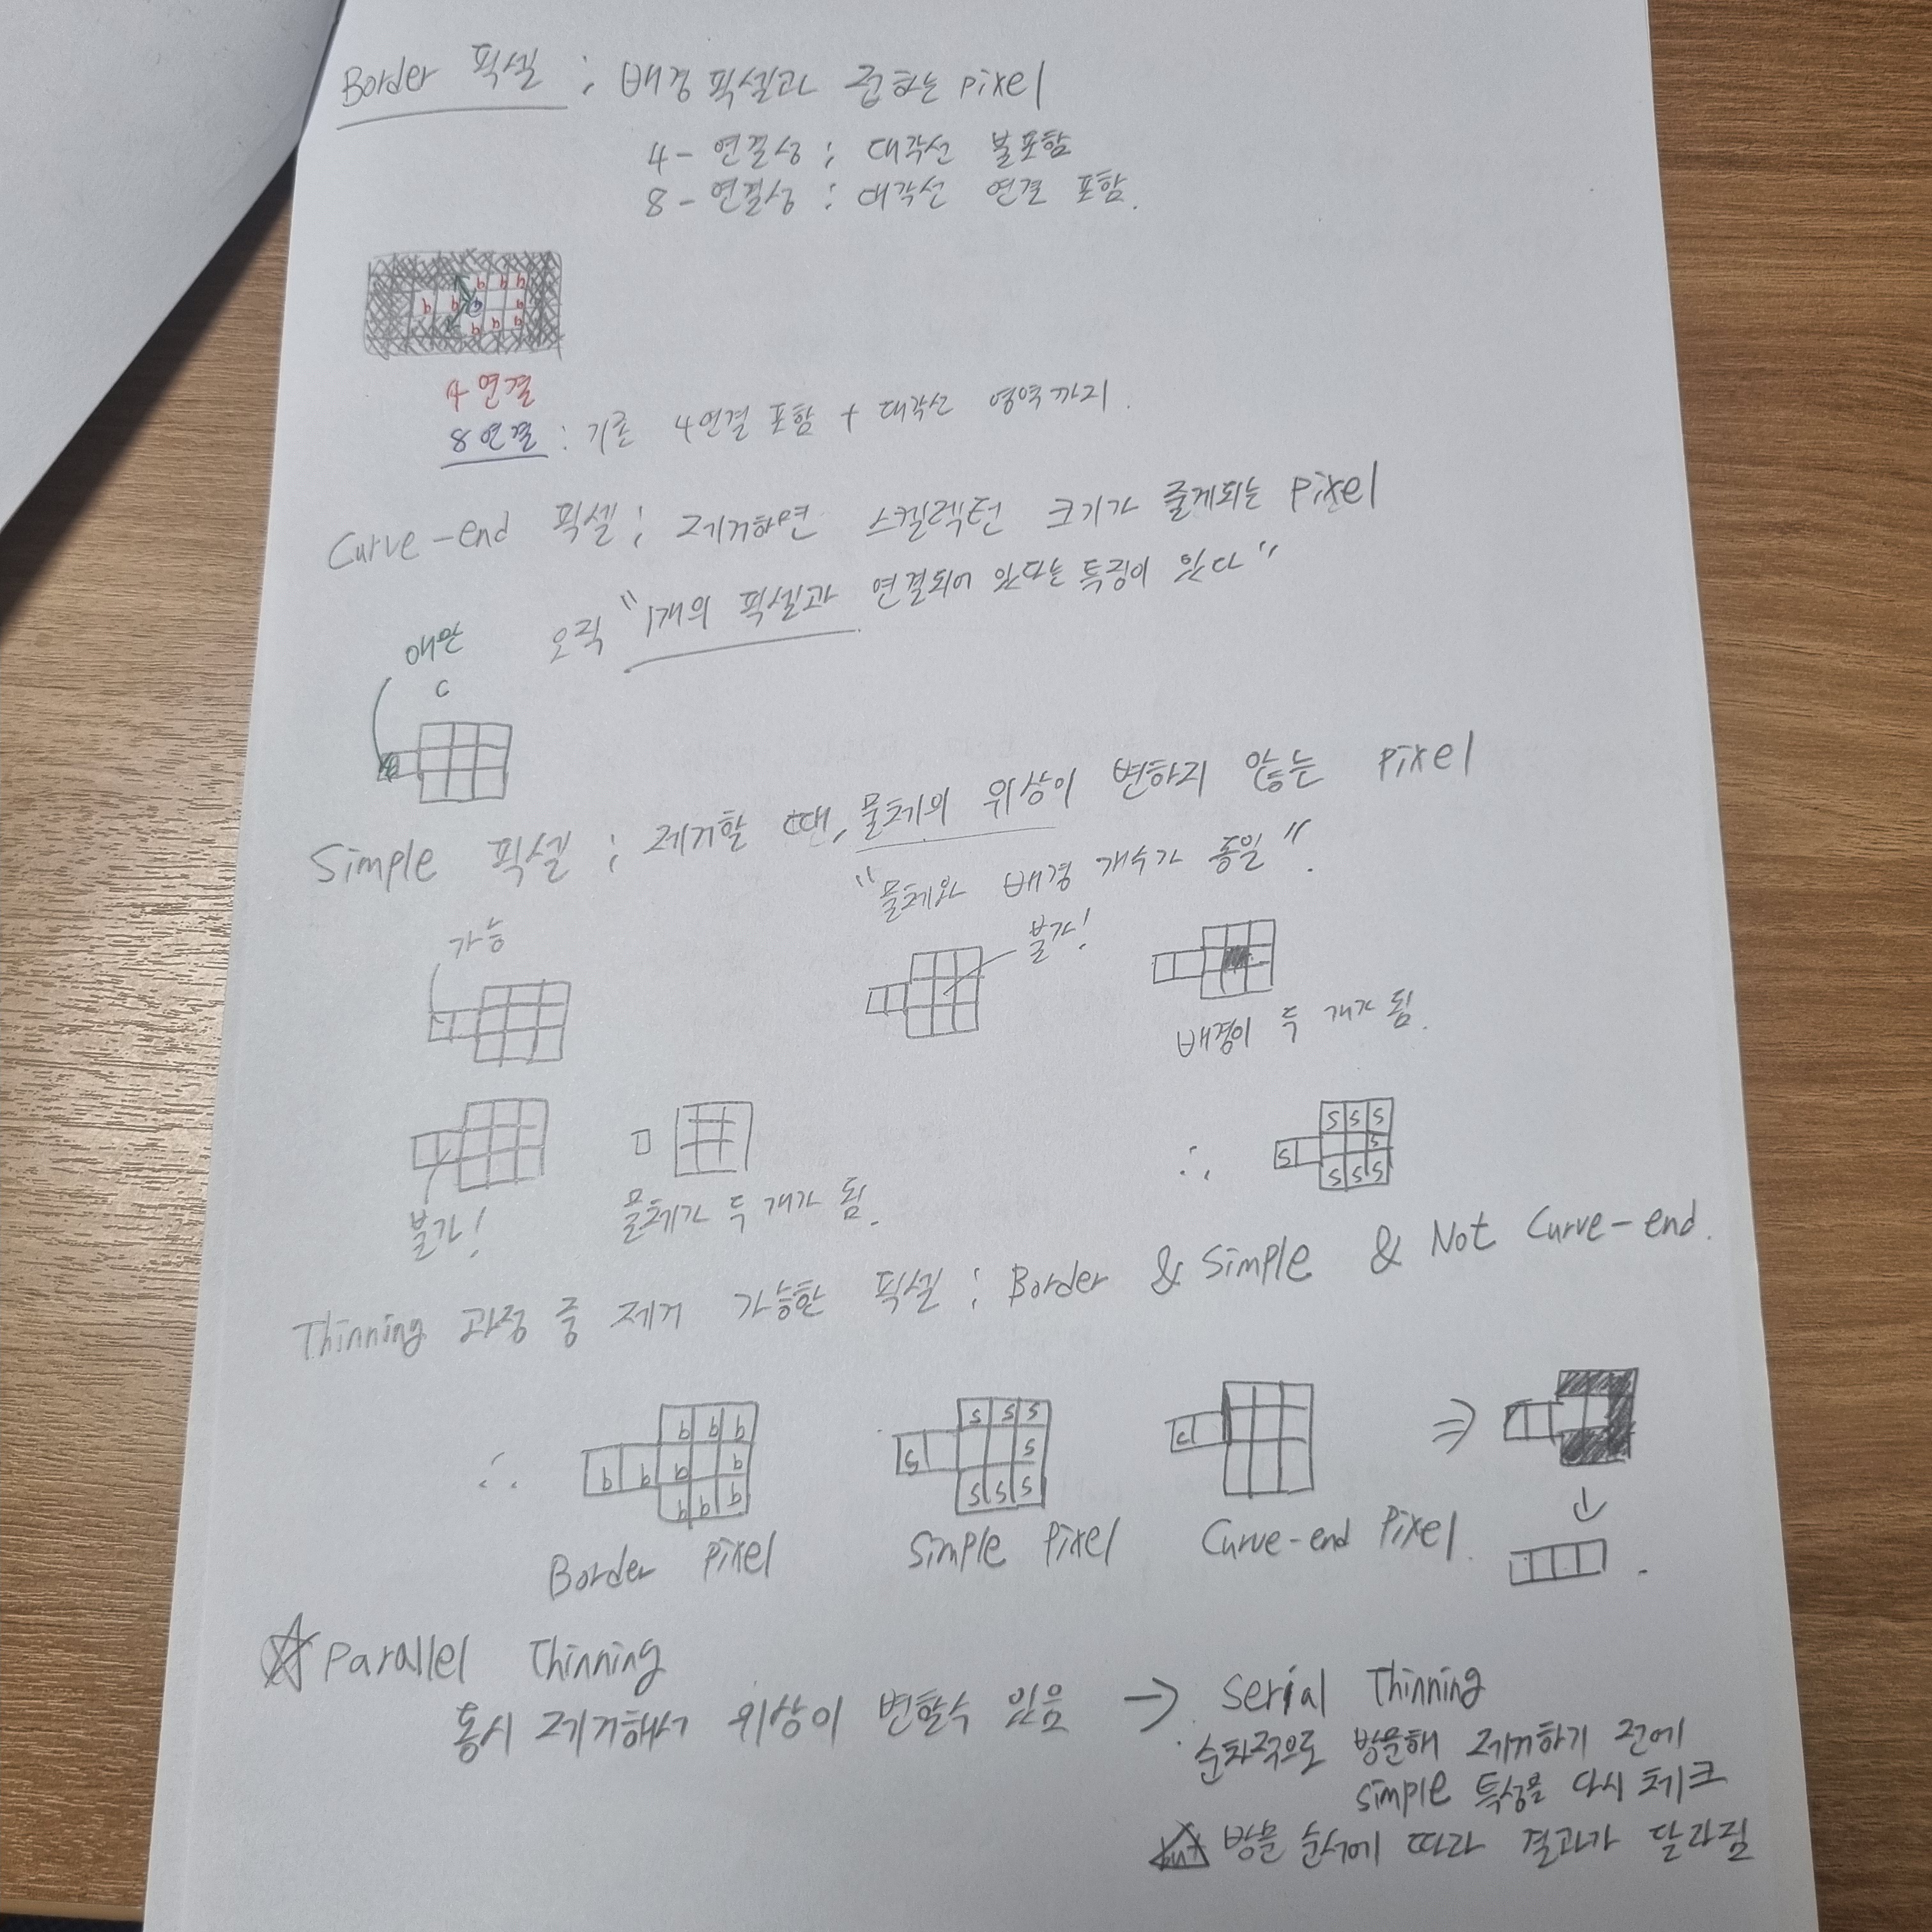 Border 픽셀 ; 배경 픽셀과 접하는 pixel
4 - 연결성 ; 대각선 불포함
8 - 연결성 : 대각선 연결 포함.
b b b
b b b b
b b b
4 연결
8 연결 : 기존 4연결 포함 + 대각선 영역까지.
Curve-end 픽셀 ; 제거하면 스켈렉턴 크기가 줄게되는 pixel
오직 "1개의 픽셀과 연결되어 있다는 특징이 있다"
얘만
c
Simple 픽셀 ; 제거할 때, 물체의 위상이 변하지 않는 pixel
"물체와 배경 개수가 동일".
가능
불가!
배경이 두 개가 됨.
불가!
물체가 두 개가 됨.
∴
S S S
S S
S S S
Thinning 과정 중 제거 가능한 픽셀 ; Border & Simple & Not Curve-end.
∴
b b b
b b b b
b b b
Border Pixel
S S S
S S
S S S
Simple Pixel
C
Curve-end Pixel.
⇒
↓
☆ Parallel Thinning
동시 제거해서 위상이 변할수 있음 → Serial Thinning
순차적으로 방문해 제거하기 전에
simple 특성을 다시 체크
but 방문 순서에 따라 결과가 달라짐